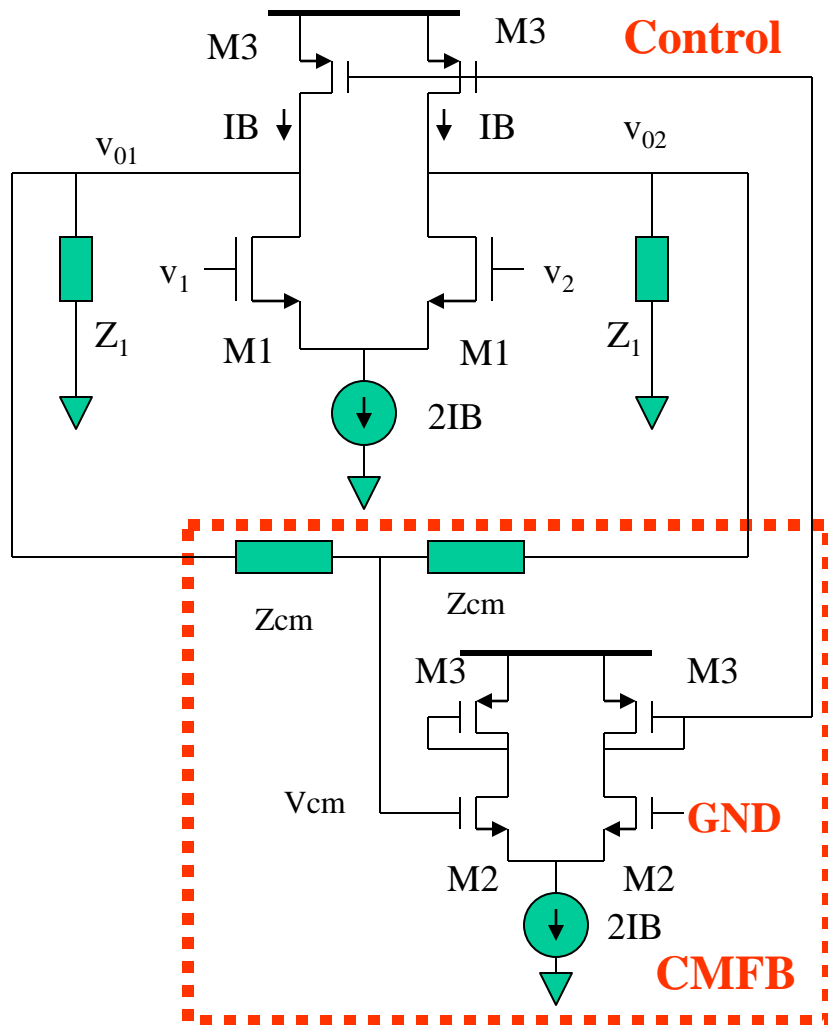 M3
M3
Control
IB
IB
v01
v02
v1
v2
Z1
Z1
M1
M1
2IB
Zcm
Zcm
M3
M3
Vcm
GND
M2
M2
2IB
CMFB